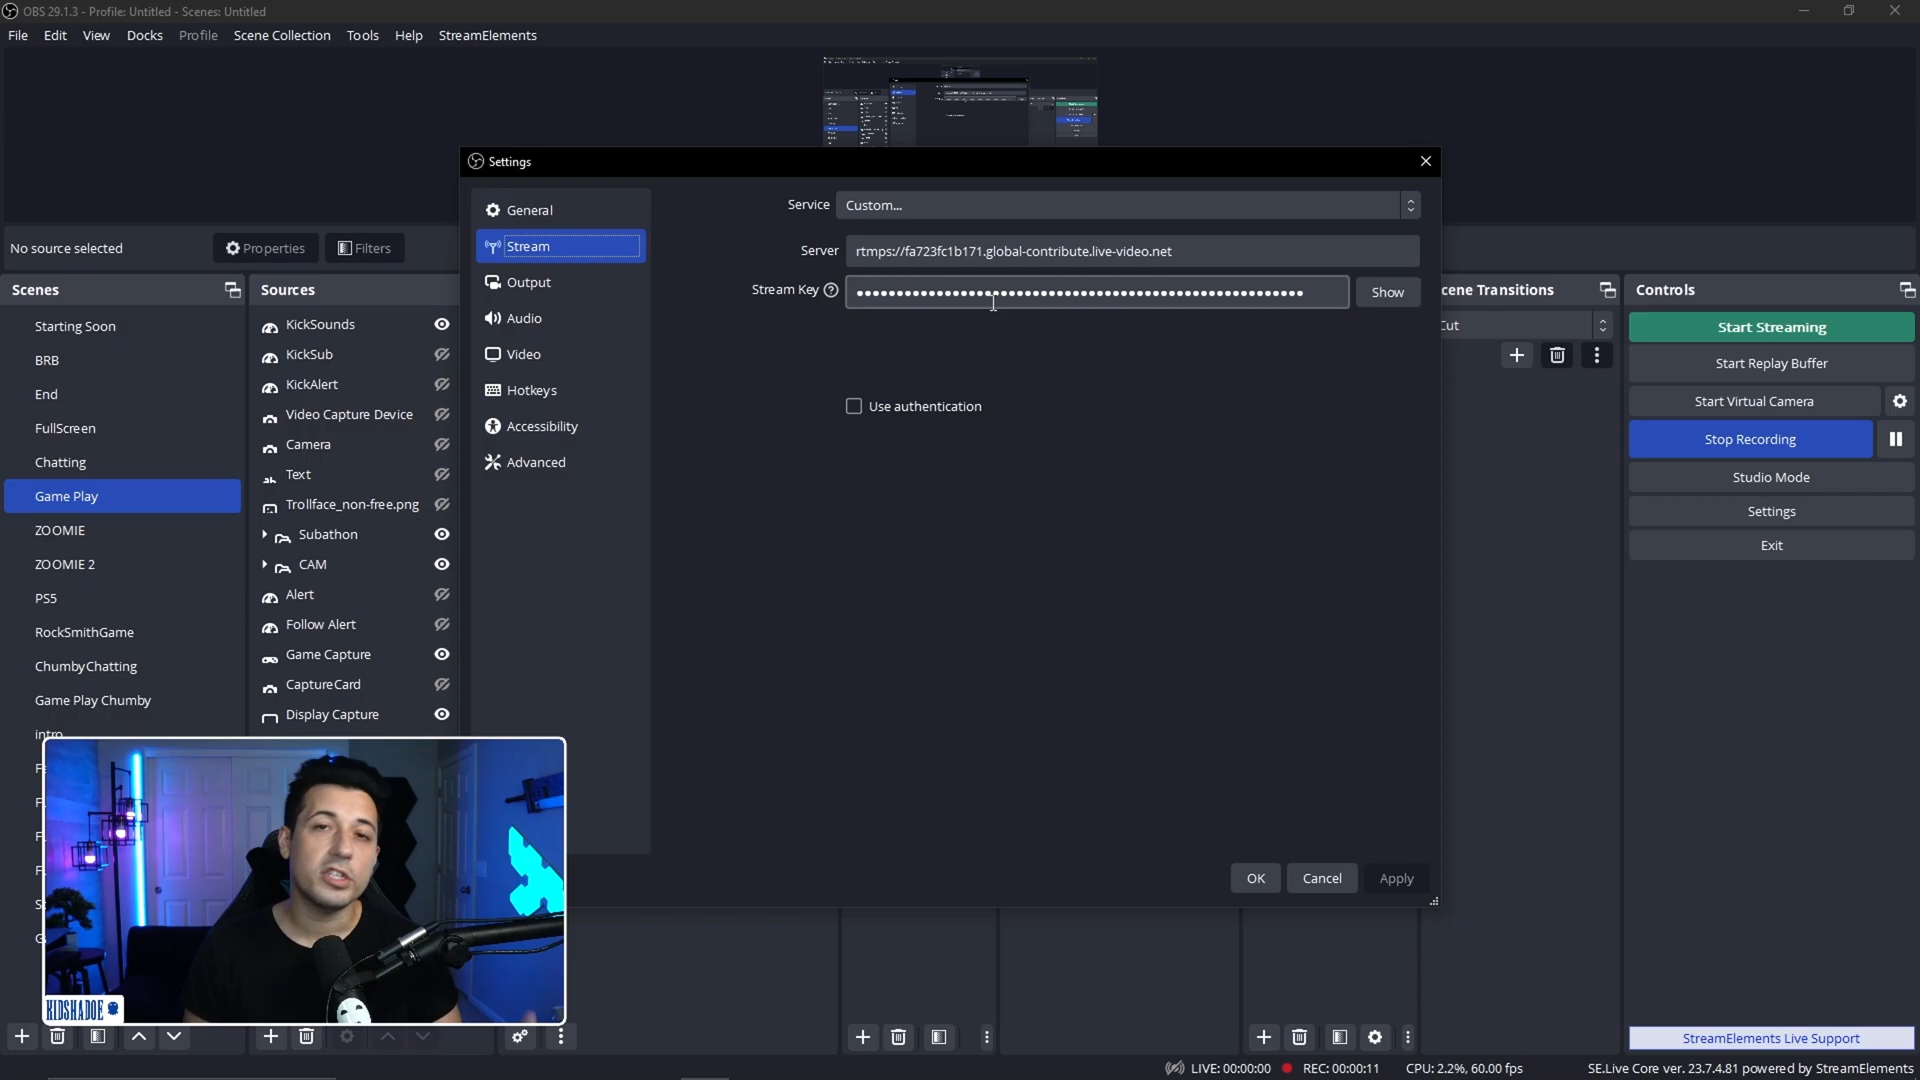 OBS 29.1.3 - Profile: Untitled - Scenes: Untitled
File Edit View Docks Profile Scene Collection Tools Help StreamElements
Settings
General
Stream
Output
Audio
Video
Hotkeys
Accessibility
Advanced
Service Custom...
Server rtmps://fa723fc1b171.global-contribute.live-video.net
Stream Key ●●●●●●●●●●●●●●●●●●●●●●●●●●●●●●●●●●●●●●●●●●●●●●●●●●●●●●●● Show
Use authentication
OK Cancel Apply
No source selected Properties Filters
Scenes
Starting Soon
BRB
End
FullScreen
Chatting
Game Play
ZOOMIE
ZOOMIE 2
PS5
RockSmithGame
ChumbyChatting
Game Play Chumby
intro
Sources
KickSounds
KickSub
KickAlert
Video Capture Device
Camera
Text
Trollface_non-free.png
Subathon
CAM
Alert
Follow Alert
Game Capture
CaptureCard
Display Capture
KIDSHADOE
cene Transitions
Cut
Controls
Start Streaming
Start Replay Buffer
Start Virtual Camera
Stop Recording
Studio Mode
Settings
Exit
StreamElements Live Support
LIVE: 00:00:00 REC: 00:00:11 CPU: 2.2%, 60.00 fps SE.Live Core ver. 23.7.4.81 powered by StreamElements